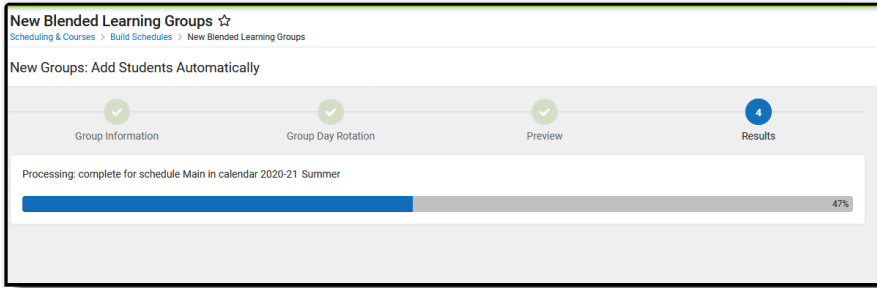 New Blended Learning Groups ☆
Scheduling & Courses > Build Schedules > New Blended Learning Groups
New Groups: Add Students Automatically
4
Group Information Group Day Rotation Preview Results
Processing: complete for schedule Main in calendar 2020-21 Summer
47%